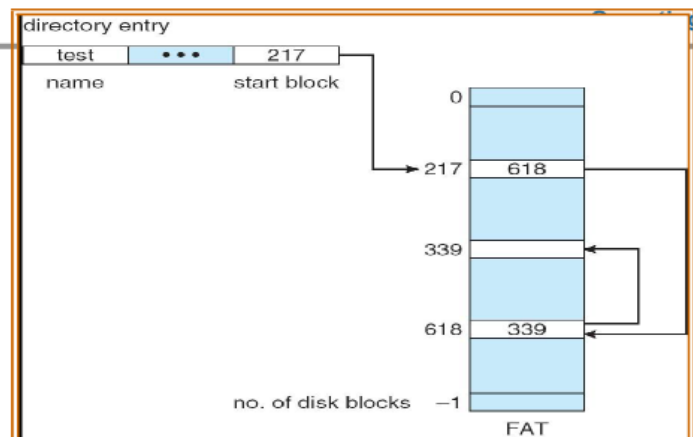 directory entry
test ••• 217
name start block
0
217 618
339
618 339
no. of disk blocks −1
FAT